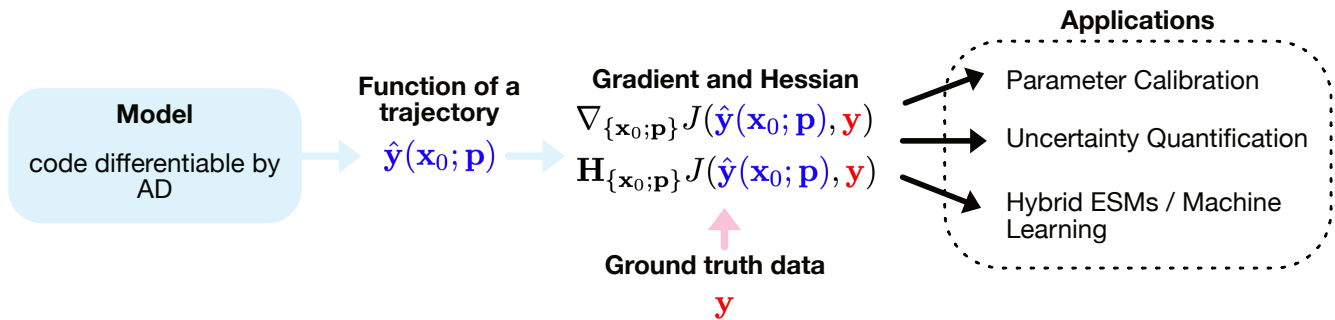 Model
code differentiable by
AD
Function of a
trajectory
ŷ(x₀; p)
Gradient and Hessian
∇_{x₀;p} J(ŷ(x₀; p), y)
H_{x₀;p} J(ŷ(x₀; p), y)
Ground truth data
y
Applications
Parameter Calibration
Uncertainty Quantification
Hybrid ESMs / Machine
Learning